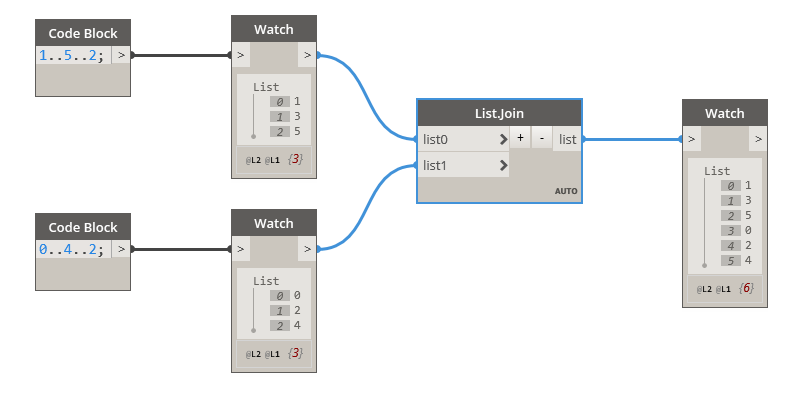 Code Block
1..5..2; >
Watch
> >
List
0 1
1 3
2 5
@L2 @L1 {3}
Code Block
0..4..2; >
Watch
> >
List
0 0
1 2
2 4
@L2 @L1 {3}
List.Join
list0 > + - list
list1 >
AUTO
Watch
> >
List
0 1
1 3
2 5
3 0
4 2
5 4
@L2 @L1 {6}